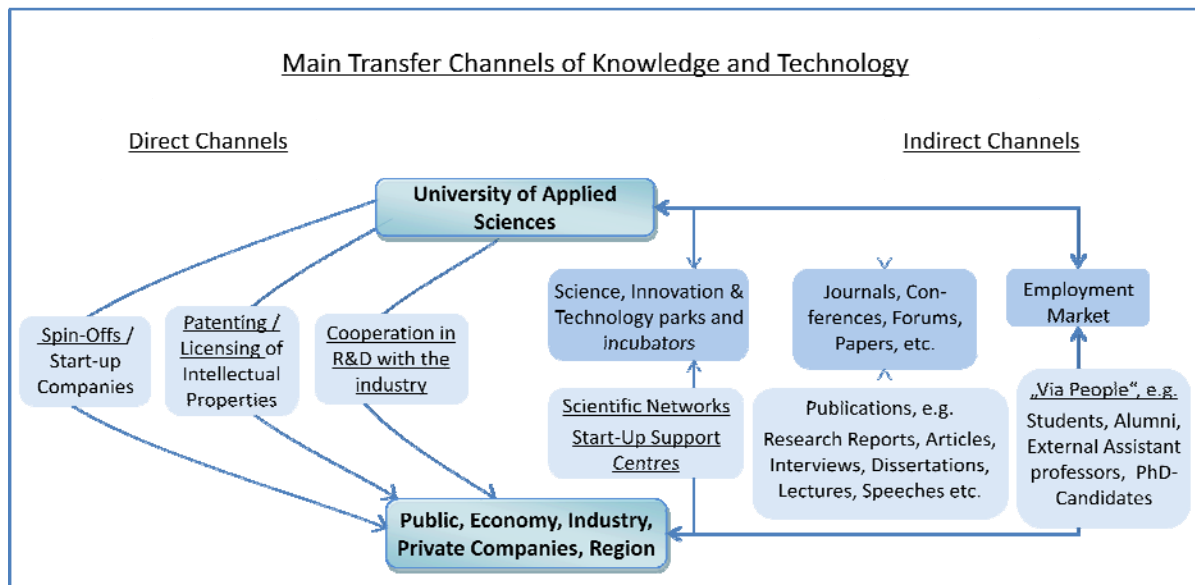 Main Transfer Channels of Knowledge and Technology
Direct Channels
Indirect Channels
University of Applied
Sciences
Spin-Offs /
Start-up
Companies
Patenting /
Licensing of
Intellectual
Properties
Cooperation in
R&D with the
industry
Science, Innovation &
Technology parks and
incubators
Journals, Con-
ferences, Forums,
Papers, etc.
Employment
Market
Scientific Networks
Start-Up Support
Centres
Publications, e.g.
Research Reports, Articles,
Interviews, Dissertations,
Lectures, Speeches etc.
„Via People“, e.g.
Students, Alumni,
External Assistant
professors, PhD-
Candidates
Public, Economy, Industry,
Private Companies, Region